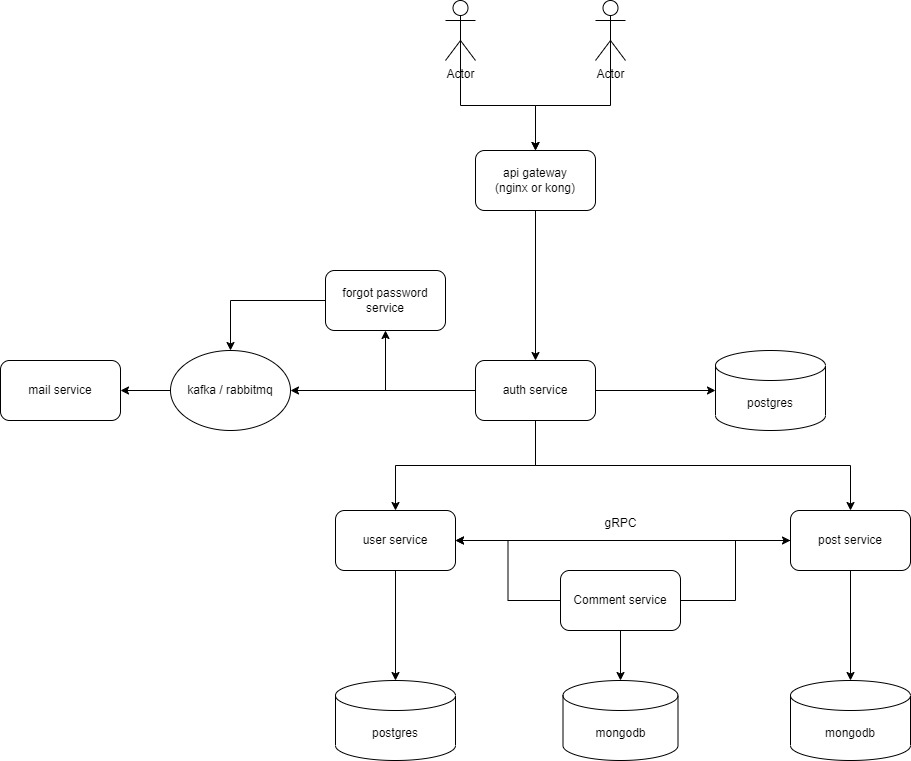 Actor
Actor
api gateway
(nginx or kong)
forgot password
service
mail service
kafka / rabbitmq
auth service
postgres
gRPC
user service
post service
Comment service
postgres
mongodb
mongodb